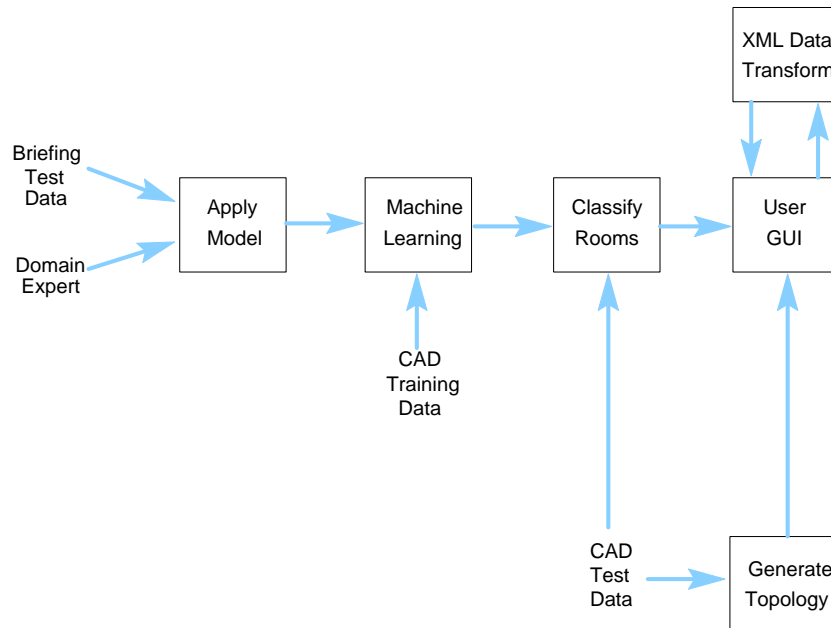 XML Data
Transform
Briefing
Test
Data
Domain
Expert
Apply
Model
Machine
Learning
Classify
Rooms
User
GUI
CAD
Training
Data
CAD
Test
Data
Generate
Topology